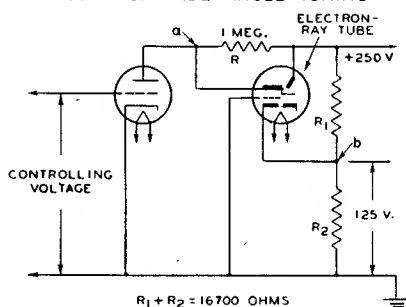 ELECTRON-
RAY TUBE
a
1 MEG.
R
+250 V
R1
b
CONTROLLING
VOLTAGE
125 V.
R2
R1 + R2 = 16700 OHMS